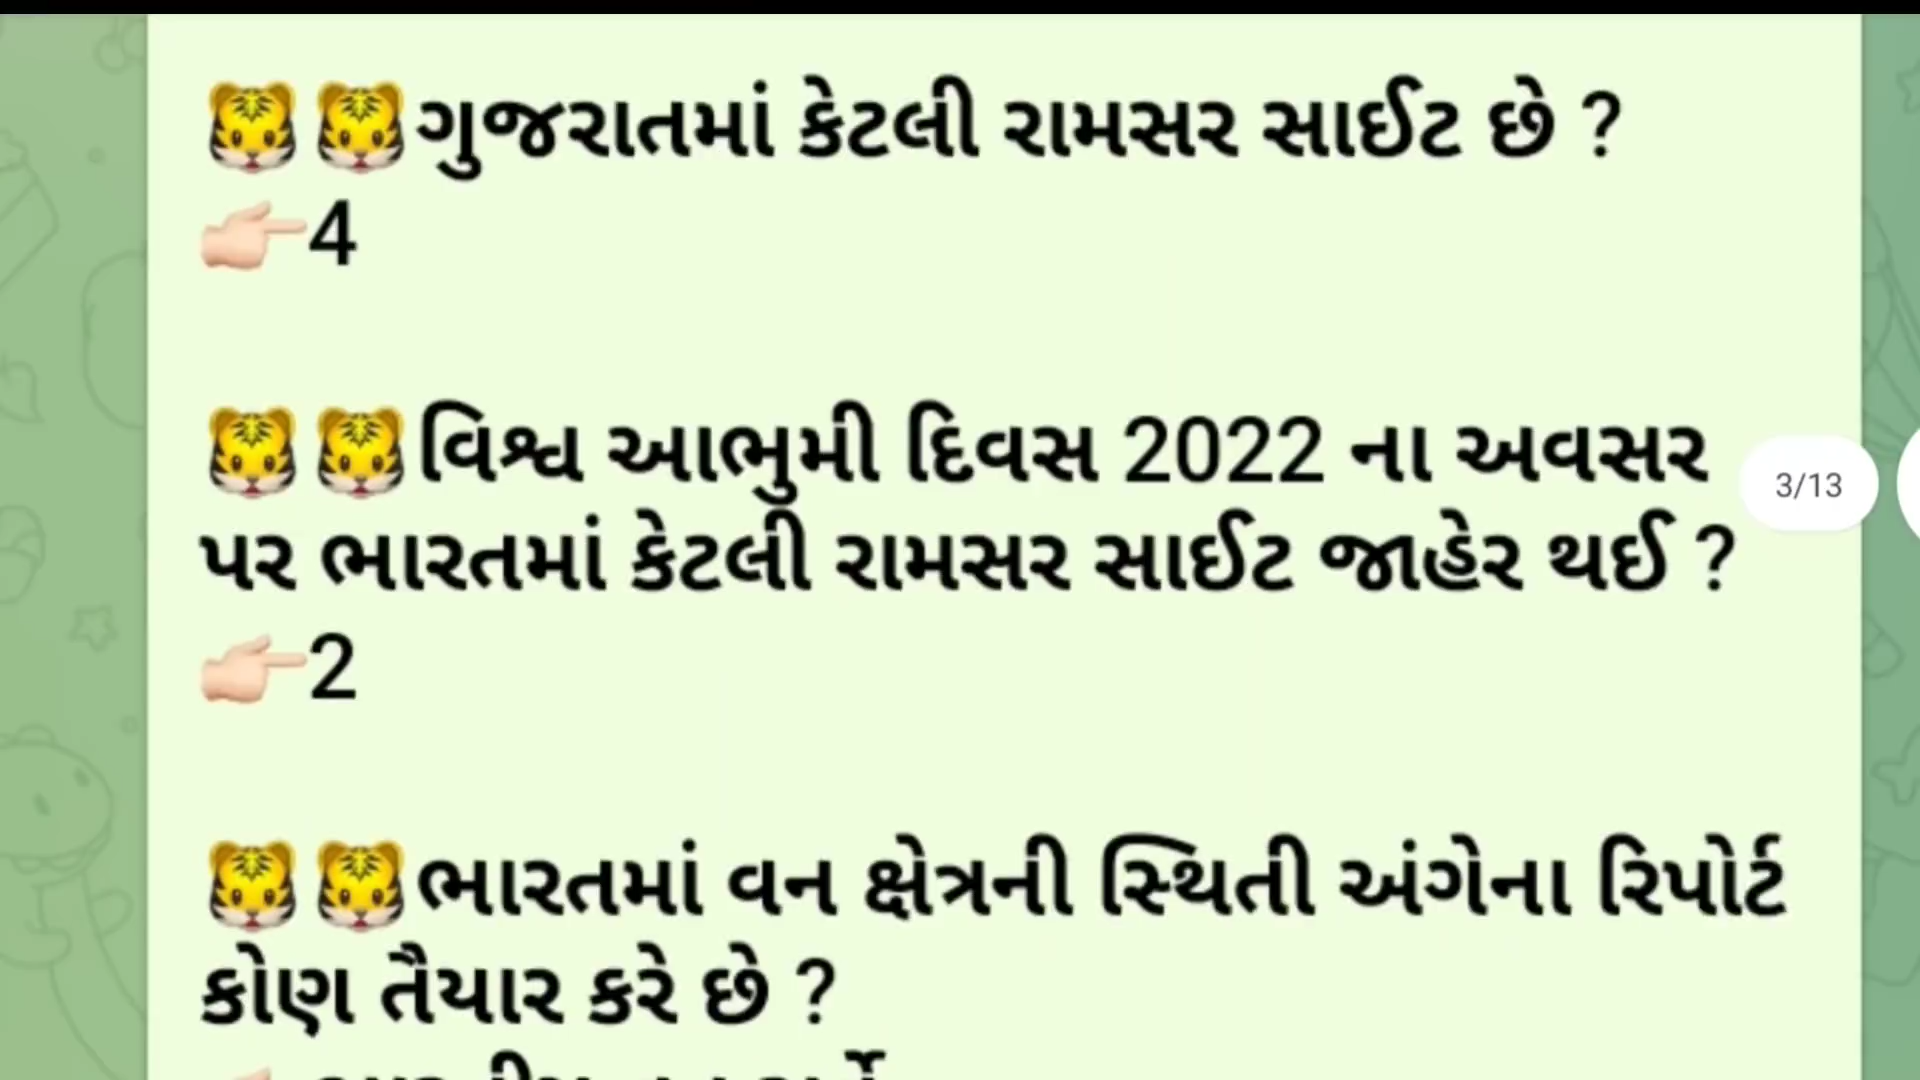 🐯🐯ગુજરાતમાં કેટલી રામસર સાઈટ છે ?
👉🏻4
🐯🐯વિશ્વ આભુમી દિવસ 2022 ના અવસર
પર ભારતમાં કેટલી રામસર સાઈટ જાહેર થઈ ?
3/13
👉🏻2
🐯🐯ભારતમાં વન ક્ષેત્રની સ્થિતી અંગેના રિપોર્ટ
કોણ તૈયાર કરે છે ?